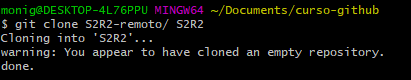 monig@DESKTOP-4L76PPU MINGW64 ~/Documents/curso-github
$ git clone S2R2-remoto/ S2R2
Cloning into 'S2R2'...
warning: You appear to have cloned an empty repository.
done.